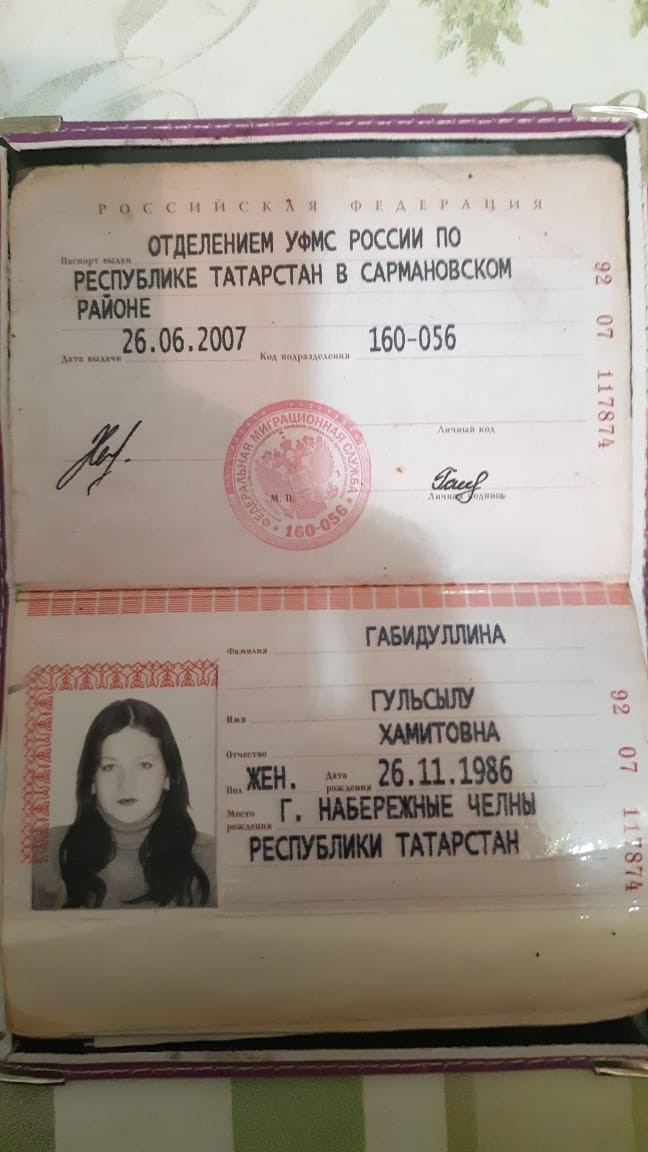 РОССИЙСКАЯ ФЕДЕРАЦИЯ
Паспорт выдан ОТДЕЛЕНИЕМ УФМС РОССИИ ПО
РЕСПУБЛИКЕ ТАТАРСТАН В САРМАНОВСКОМ
РАЙОНЕ
Дата выдачи 26.06.2007 Код подразделения 160-056
92 07 117874
Личный код
Личная подпись
М. П.
ФЕДЕРАЛЬНАЯ МИГРАЦИОННАЯ СЛУЖБА
160-056
Фамилия ГАБИДУЛЛИНА
Имя ГУЛЬСЫЛУ
Отчество ХАМИТОВНА
Пол ЖЕН. Дата рождения 26.11.1986
Место рождения Г. НАБЕРЕЖНЫЕ ЧЕЛНЫ
РЕСПУБЛИКИ ТАТАРСТАН
92 07 117874